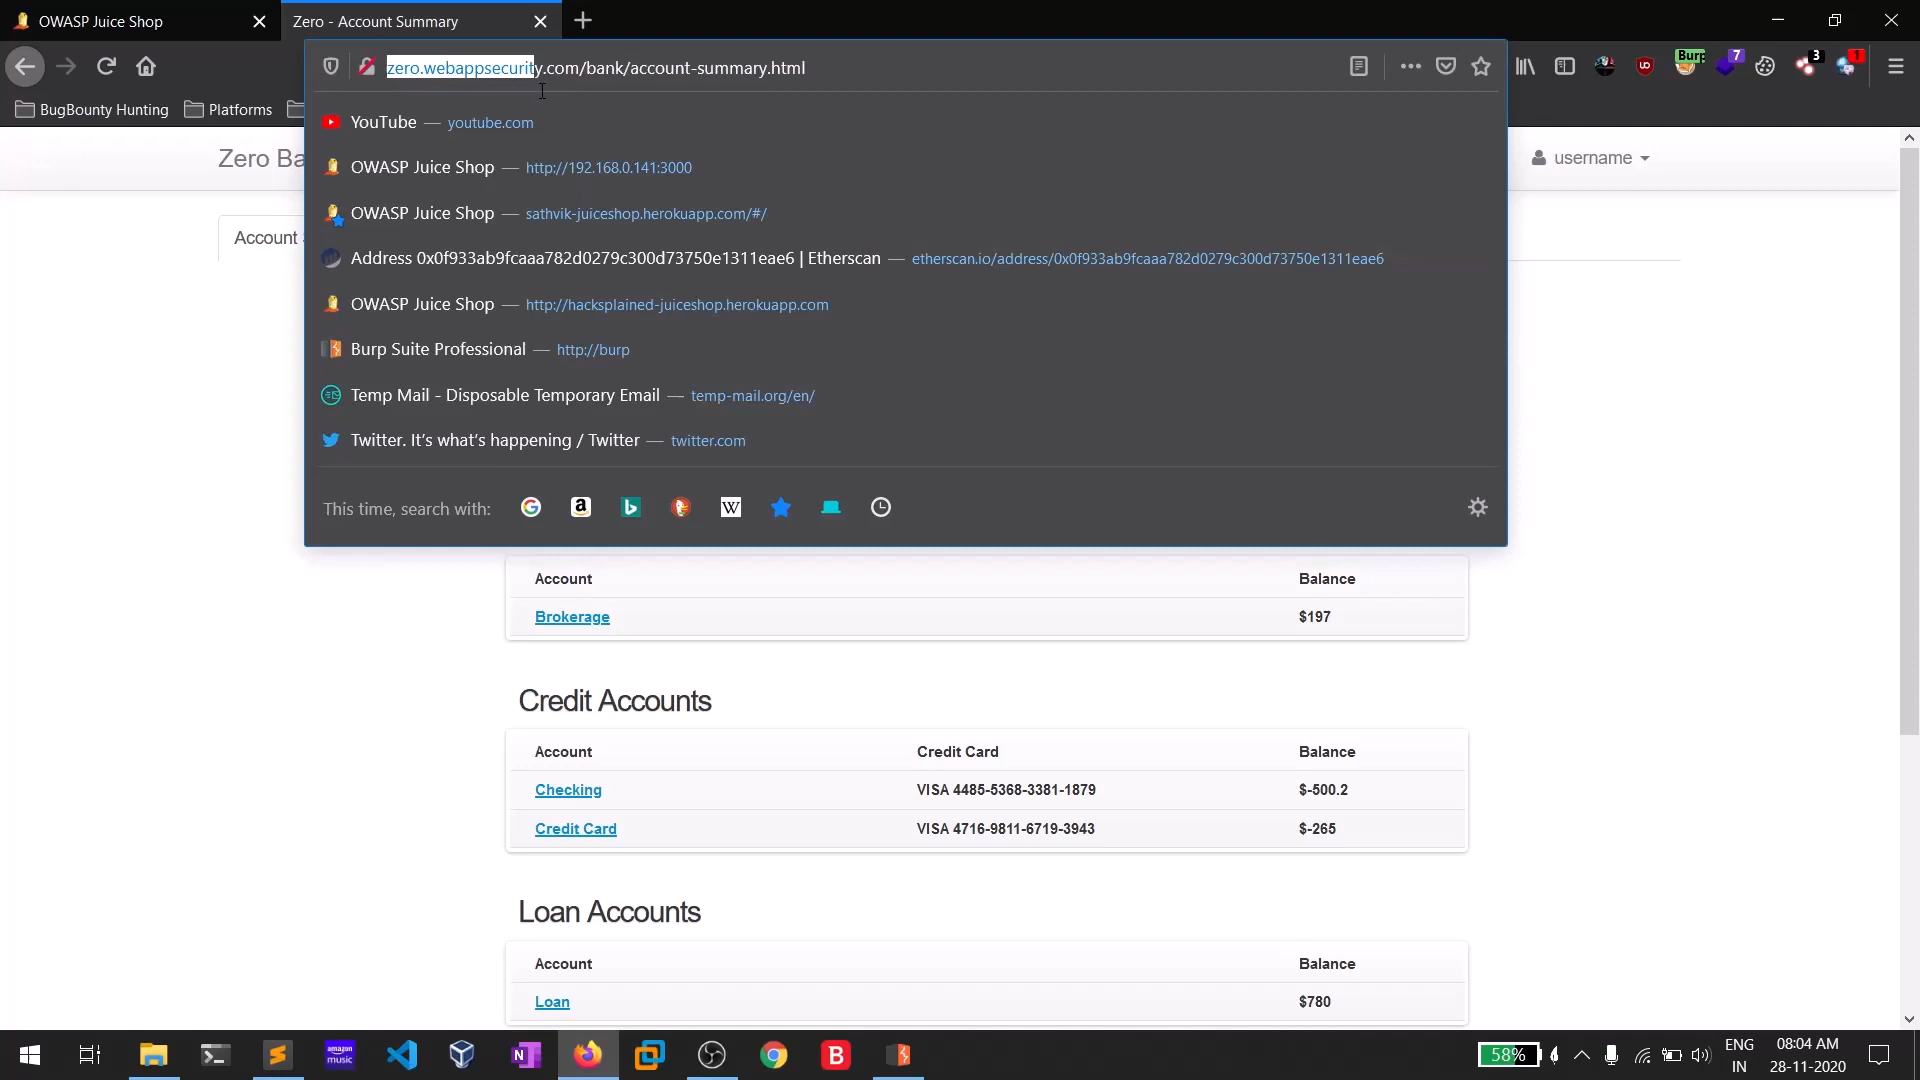 OWASP Juice Shop
Zero - Account Summary
zero.webappsecurity.com/bank/account-summary.html
Burp
7
3
1
BugBounty Hunting
Platforms
YouTube — youtube.com
OWASP Juice Shop — http://192.168.0.141:3000
OWASP Juice Shop — sathvik-juiceshop.herokuapp.com/#/
Address 0x0f933ab9fcaaa782d0279c300d73750e1311eae6 | Etherscan — etherscan.io/address/0x0f933ab9fcaaa782d0279c300d73750e1311eae6
OWASP Juice Shop — http://hacksplained-juiceshop.herokuapp.com
Burp Suite Professional — http://burp
Temp Mail - Disposable Temporary Email — temp-mail.org/en/
Twitter. It's what's happening / Twitter — twitter.com
This time, search with:
Zero Ba
username
Account
Account Balance
Brokerage $197
Credit Accounts
Account Credit Card Balance
Checking VISA 4485-5368-3381-1879 $-500.2
Credit Card VISA 4716-9811-6719-3943 $-265
Loan Accounts
Account Balance
Loan $780
amazon music
58%
ENG
IN
08:04 AM
28-11-2020